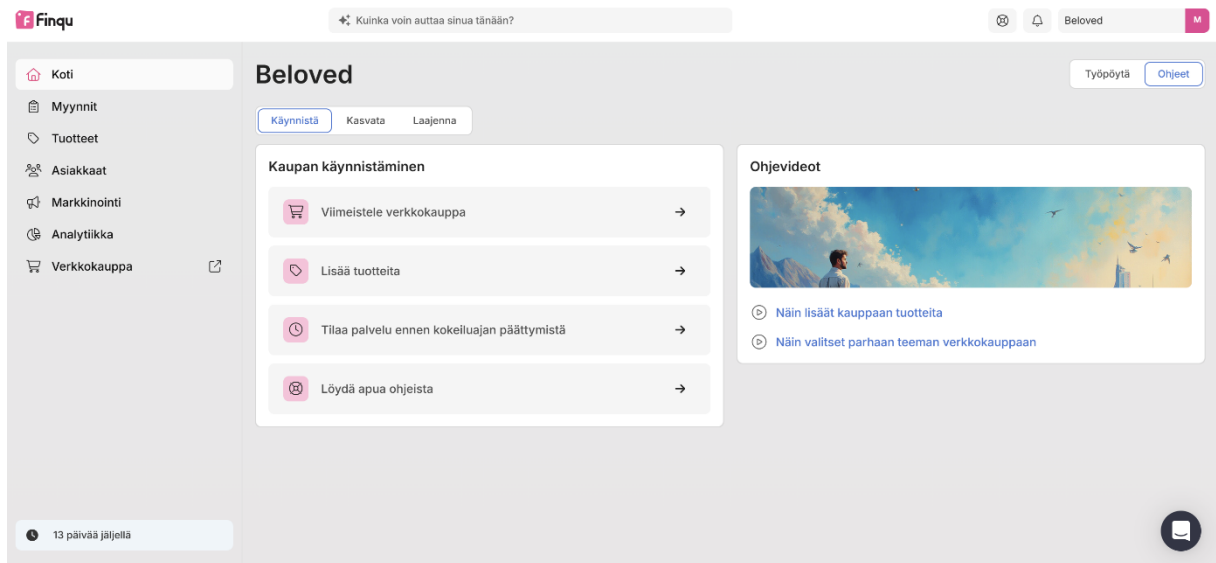 Finqu
Kuinka voin auttaa sinua tänään?
Beloved
M
Koti
Myynnit
Tuotteet
Asiakkaat
Markkinointi
Analytiikka
Verkkokauppa
13 päivää jäljellä
Beloved
Työpöytä
Ohjeet
Käynnistä
Kasvata
Laajenna
Kaupan käynnistäminen
Viimeistele verkkokauppa
Lisää tuotteita
Tilaa palvelu ennen kokeiluajan päättymistä
Löydä apua ohjeista
Ohjevideot
Näin lisäät kauppaan tuotteita
Näin valitset parhaan teeman verkkokauppaan